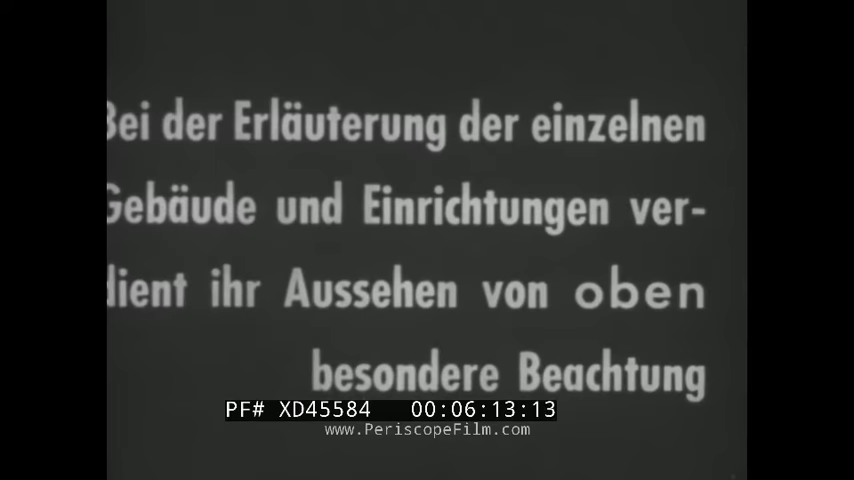 Bei der Erläuterung der einzelnen
Gebäude und Einrichtungen ver-
dient ihr Aussehen von oben
besondere Beachtung
PF# XD45584 00:06:13:13
www.PeriscopeFilm.com